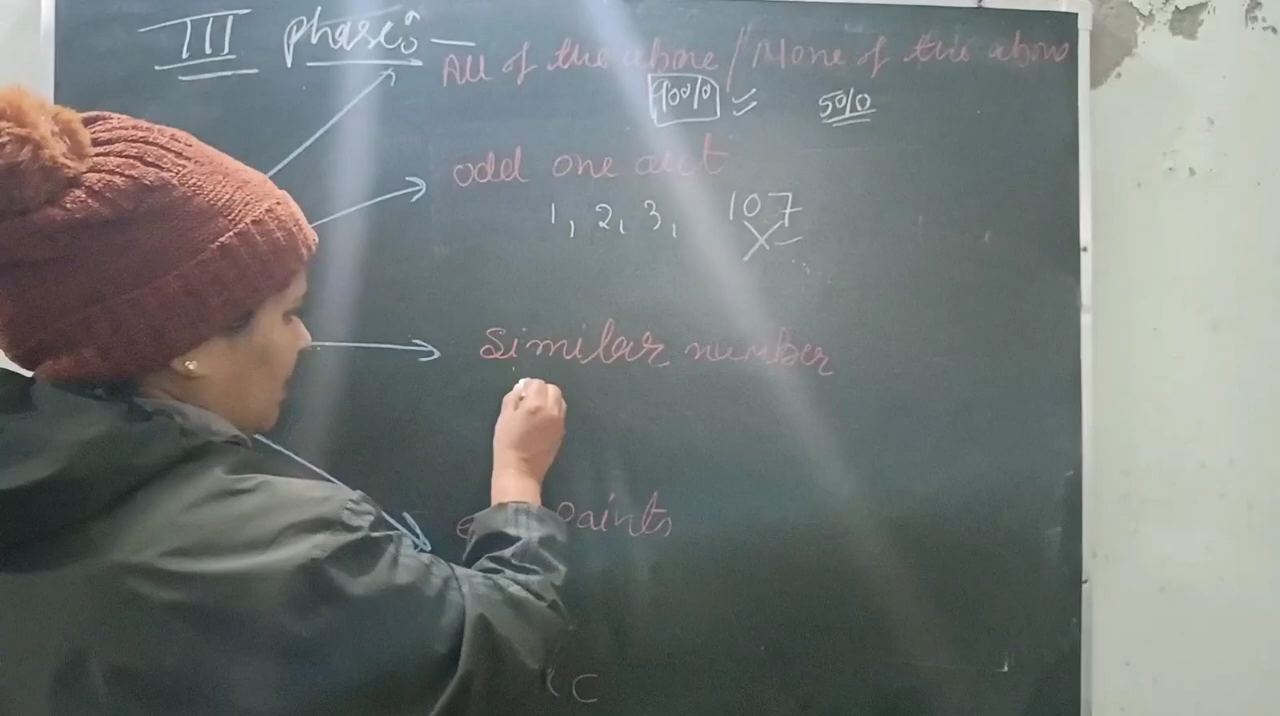 III phase:-
All of the above / None of the above
90% 50%
odd one out
1, 2, 3, 107
similar number
Points
C